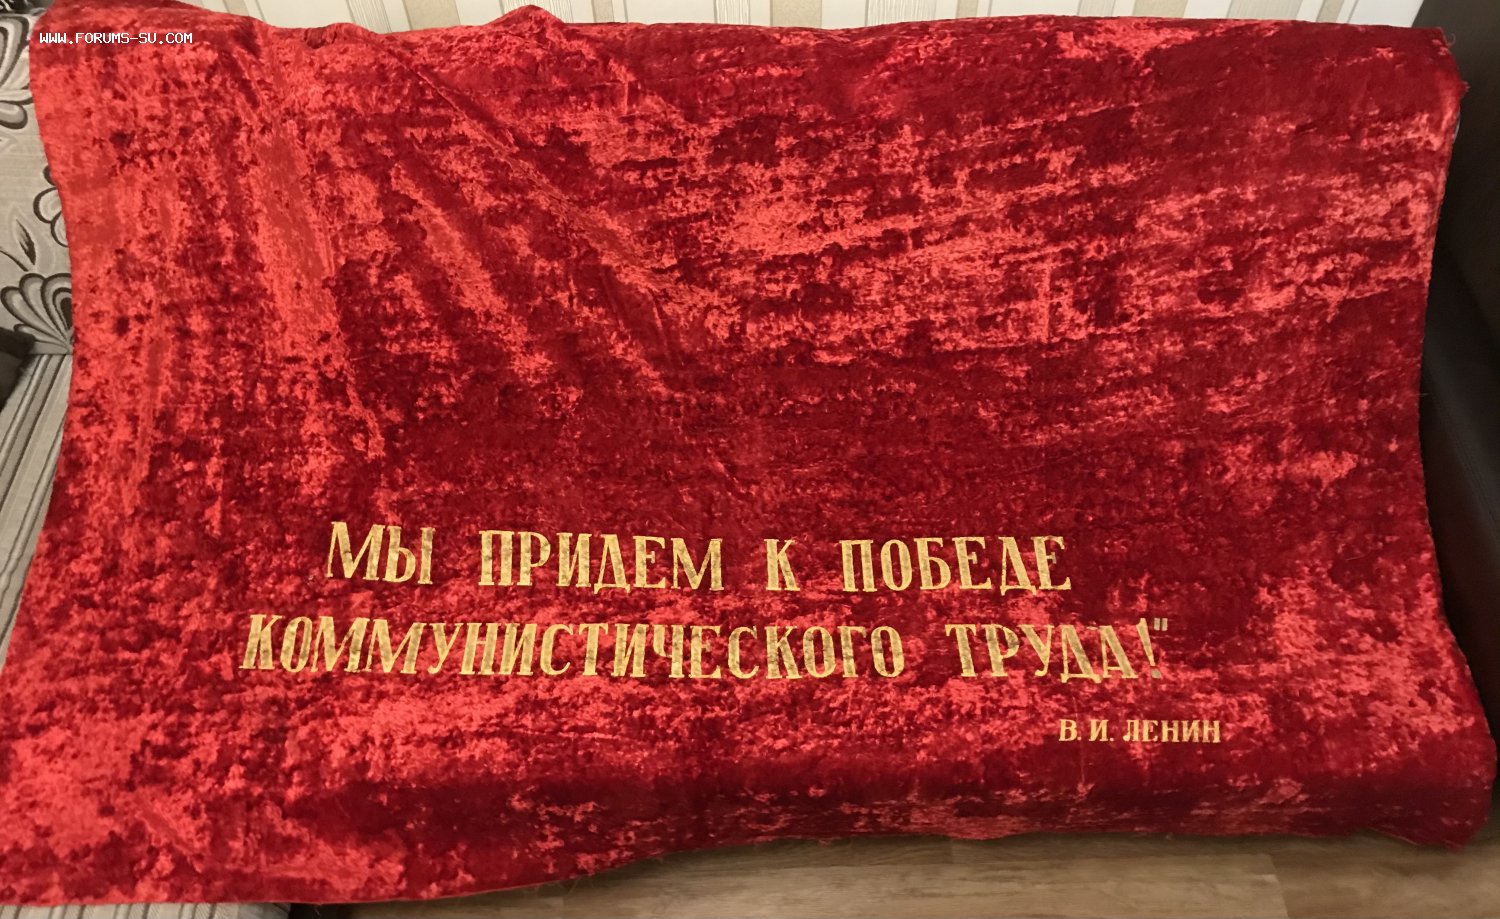 WWW.FORUMS-SU.COM
МЫ ПРИДЕМ К ПОБЕДЕ
КОММУНИСТИЧЕСКОГО ТРУДА!"
В. И. ЛЕНИН